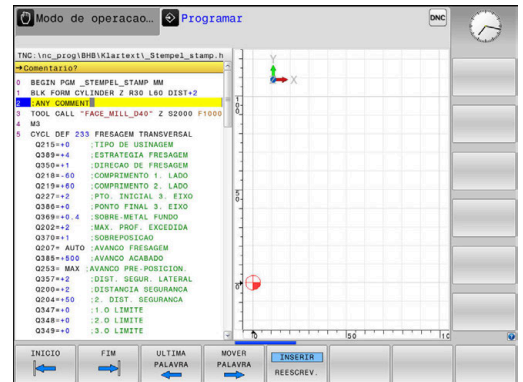 Modo de operacao... Programar DNC
TNC:\nc_prog\BHB\Klartext\_Stempel_stamp.h
→Comentario?
0 BEGIN PGM _STEMPEL_STAMP MM
1 BLK FORM CYLINDER Z R30 L60 DIST+2
2 ;ANY COMMENT
3 TOOL CALL "FACE_MILL_D40" Z S2000 F1000
4 M3
5 CYCL DEF 233 FRESAGEM TRANSVERSAL
Q215=+0 ;TIPO DE USINAGEM
Q389=+4 ;ESTRATEGIA FRESAGEM
Q350=+1 ;DIRECAO DE FRESAGEM
Q218=-60 ;COMPRIMENTO 1. LADO
Q219=+60 ;COMPRIMENTO 2. LADO
Q227=+2 ;PTO. INICIAL 3. EIXO
Q386=+0 ;PONTO FINAL 3. EIXO
Q369=+0.4 ;SOBRE-METAL FUNDO
Q202=+2 ;MAX. PROF. EXCEDIDA
Q370=+1 ;SOBREPOSICAO
Q207= AUTO ;AVANCO FRESAGEM
Q385=+500 ;AVANCO ACABADO
Q253= MAX ;AVANCO PRE-POSICION.
Q357=+2 ;DIST. SEGUR. LATERAL
Q200=+2 ;DISTANCIA SEGURANCA
Q204=+50 ;2. DIST. SEGURANCA
Q347=+0 ;1.O LIMITE
Q348=+0 ;2.O LIMITE
Q349=+0 ;3.O LIMITE
Y
X
100
50
0
0 50 10
INICIO
FIM
ULTIMA PALAVRA
MOVER PALAVRA
INSERIR
REESCREV.